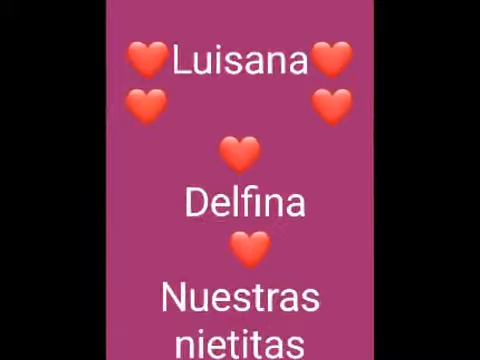 ❤️Luisana❤️
❤️ ❤️
❤️
Delfina
❤️
Nuestras
nietitas